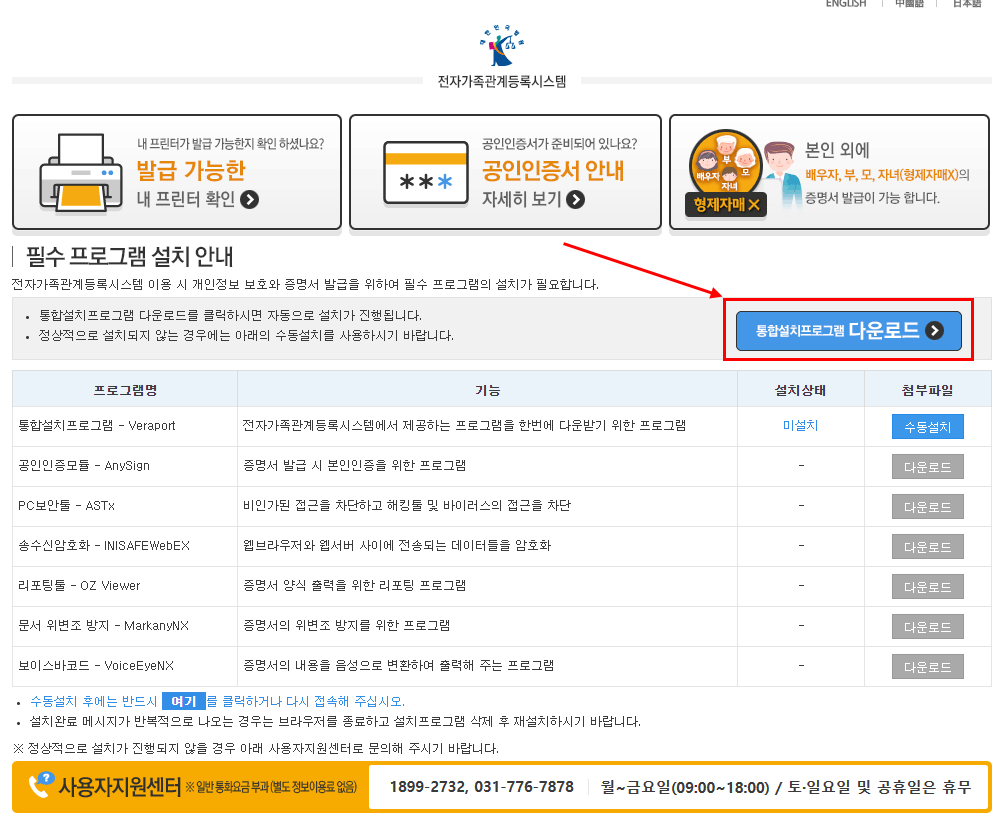 ENGLISH 中國語 日本語
대한민국법원
전자가족관계등록시스템
내 프린터가 발급 가능한지 확인 하셨나요?
발급 가능한
내 프린터 확인
공인인증서가 준비되어 있나요?
공인인증서 안내
자세히 보기
***
부
모
배우자
자녀
형제자매 X
본인 외에
배우자, 부, 모, 자녀(형제자매X)의
증명서 발급이 가능 합니다.
필수 프로그램 설치 안내
전자가족관계등록시스템 이용 시 개인정보 보호와 증명서 발급을 위하여 필수 프로그램의 설치가 필요합니다.
• 통합설치프로그램 다운로드를 클릭하시면 자동으로 설치가 진행됩니다.
• 정상적으로 설치되지 않는 경우에는 아래의 수동설치를 사용하시기 바랍니다.
통합설치프로그램 다운로드
프로그램명 기능 설치상태 첨부파일
통합설치프로그램 - Veraport 전자가족관계등록시스템에서 제공하는 프로그램을 한번에 다운받기 위한 프로그램 미설치 수동설치
공인인증모듈 - AnySign 증명서 발급 시 본인인증을 위한 프로그램 - 다운로드
PC보안툴 - ASTx 비인가된 접근을 차단하고 해킹툴 및 바이러스의 접근을 차단 - 다운로드
송수신암호화 - INISAFEWebEX 웹브라우저와 웹서버 사이에 전송되는 데이터들을 암호화 - 다운로드
리포팅툴 - OZ Viewer 증명서 양식 출력을 위한 리포팅 프로그램 - 다운로드
문서 위변조 방지 - MarkanyNX 증명서의 위변조 방지를 위한 프로그램 - 다운로드
보이스바코드 - VoiceEyeNX 증명서의 내용을 음성으로 변환하여 출력해 주는 프로그램 - 다운로드
• 수동설치 후에는 반드시 여기 를 클릭하거나 다시 접속해 주십시오.
• 설치완료 메시지가 반복적으로 나오는 경우는 브라우저를 종료하고 설치프로그램 삭제 후 재설치하시기 바랍니다.
※ 정상적으로 설치가 진행되지 않을 경우 아래 사용자지원센터로 문의해 주시기 바랍니다.
? 사용자지원센터 ※ 일반 통화요금 부과 (별도 정보이용료 없음) 1899-2732, 031-776-7878 월~금요일(09:00~18:00) / 토·일요일 및 공휴일은 휴무